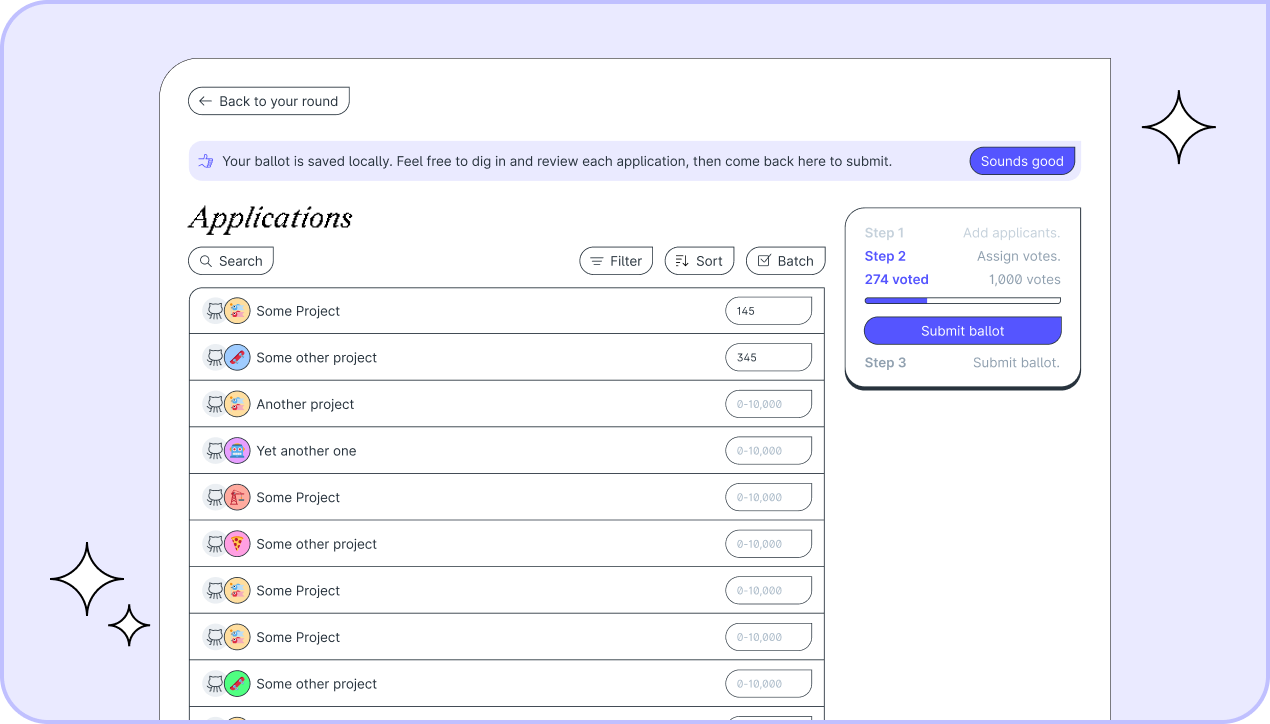 Back to your round
Your ballot is saved locally. Feel free to dig in and review each application, then come back here to submit.
Sounds good
Applications
Search
Filter
Sort
Batch
Step 1 Add applicants.
Step 2 Assign votes.
274 voted 1,000 votes
Submit ballot
Step 3 Submit ballot.
Some Project 145
Some other project 345
Another project 0-10,000
Yet another one 0-10,000
Some Project 0-10,000
Some other project 0-10,000
Some Project 0-10,000
Some Project 0-10,000
Some other project 0-10,000